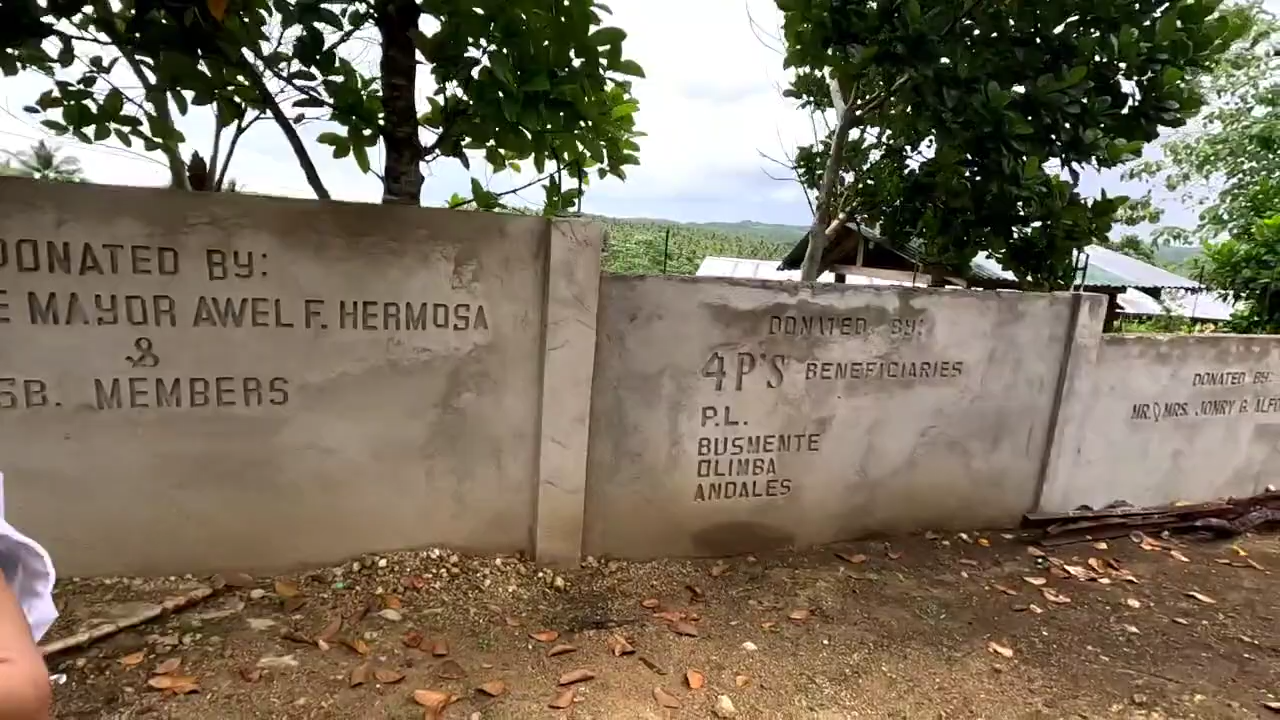 DONATED BY:
MAYOR AWEL F. HERMOSA
&
SB. MEMBERS
DONATED BY:
4P'S BENEFICIARIES
P.L.
BUSMENTE
OLIMBA
ANDALES
DONATED BY:
MR. & MRS. JONRY G.